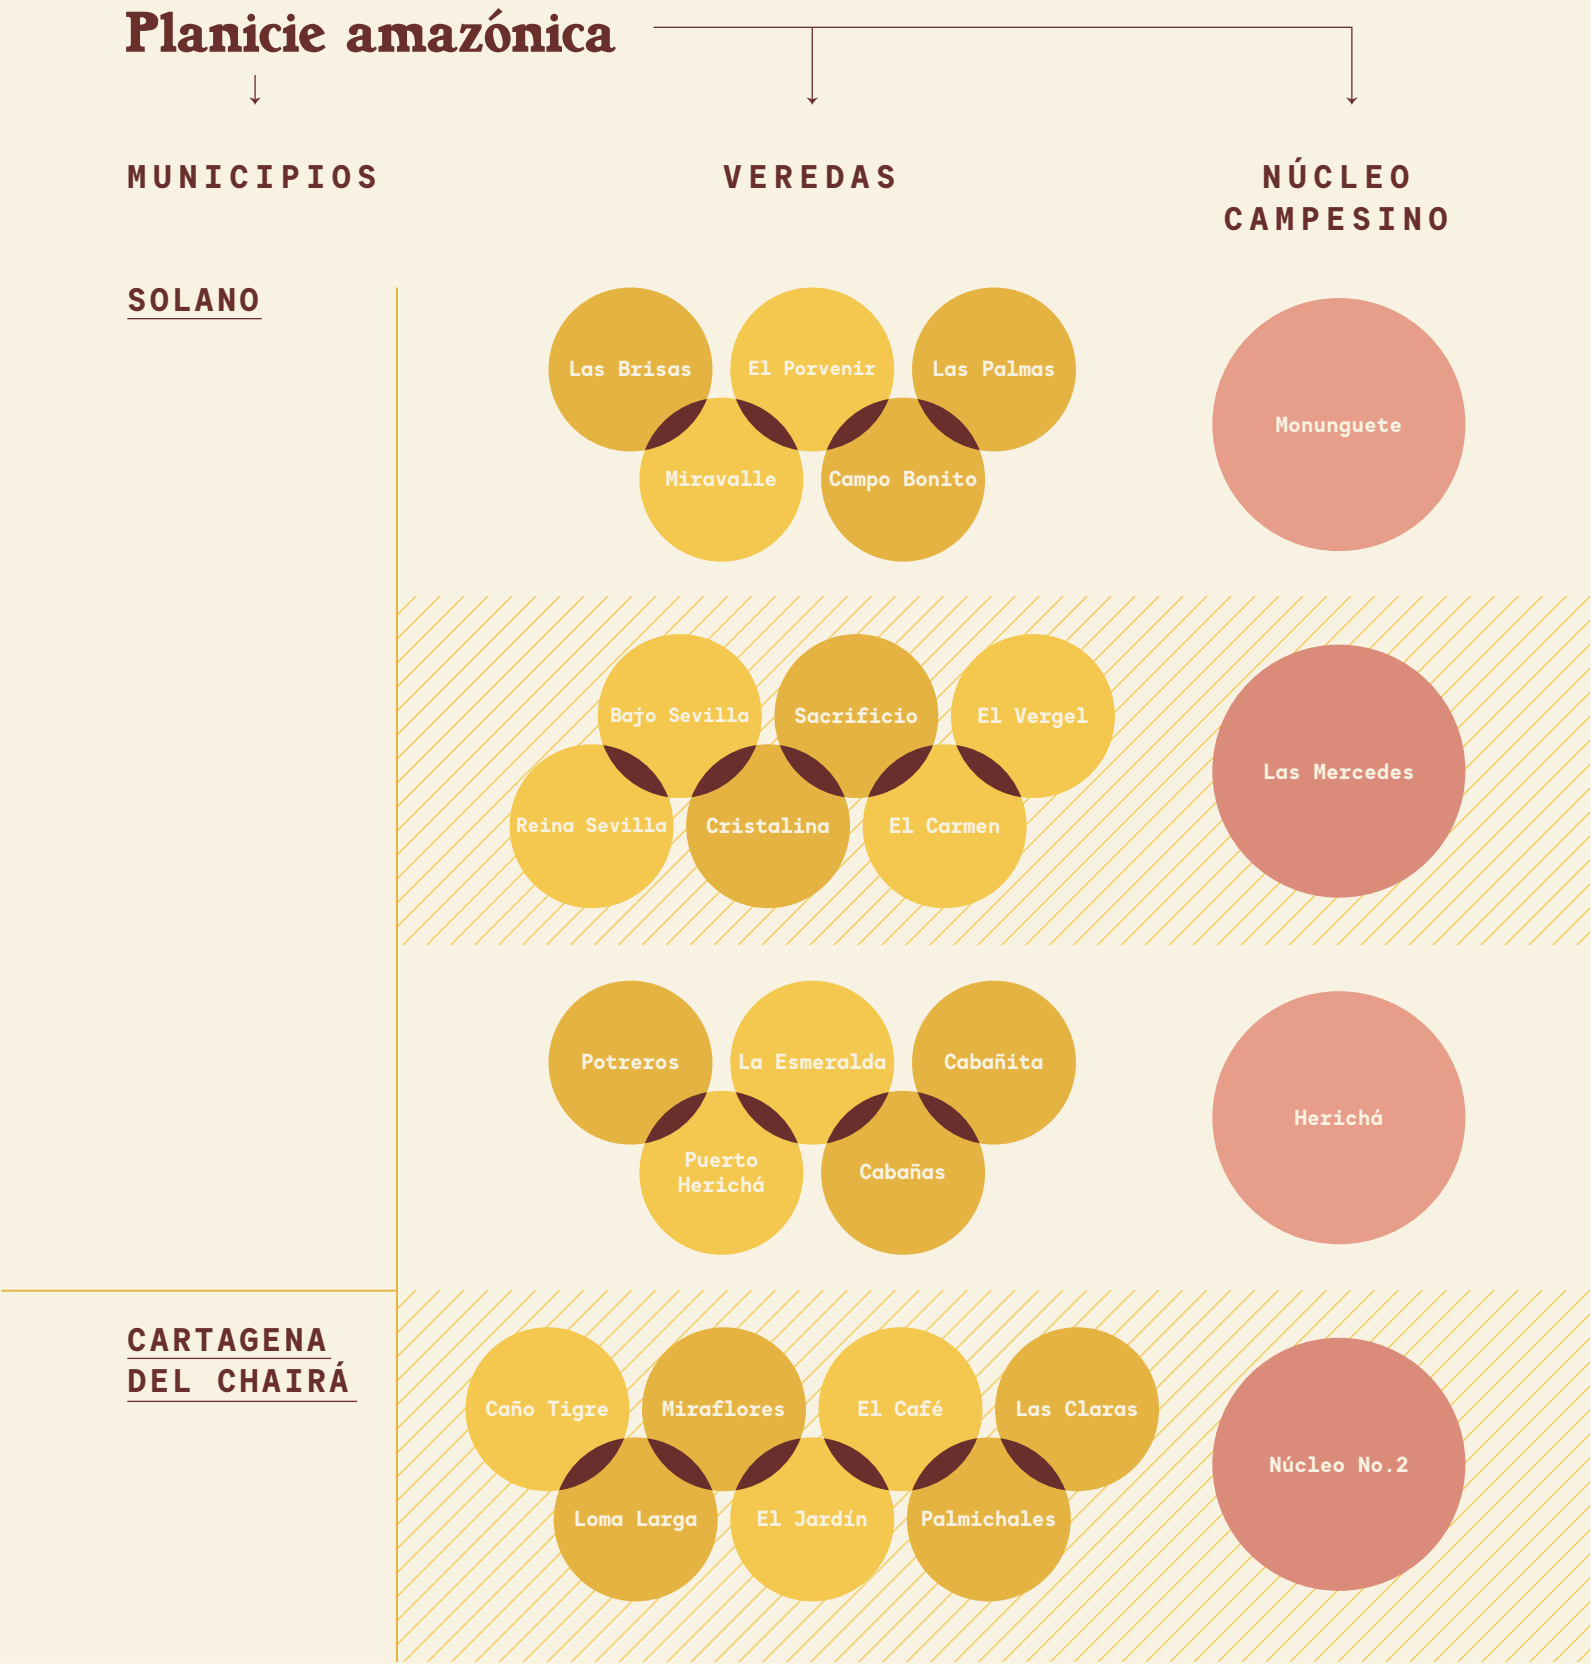 Planicie amazónica
MUNICIPIOS
VEREDAS
NÚCLEO
CAMPESINO
SOLANO
Las Brisas
El Porvenir
Las Palmas
Miravalle
Campo Bonito
Monunguete
Bajo Sevilla
Sacrificio
El Vergel
Reina Sevilla
Cristalina
El Carmen
Las Mercedes
Potreros
La Esmeralda
Cabañita
Puerto
Herichá
Cabañas
Herichá
CARTAGENA
DEL CHAIRÁ
Caño Tigre
Miraflores
El Café
Las Claras
Loma Larga
El Jardín
Palmichales
Núcleo No.2